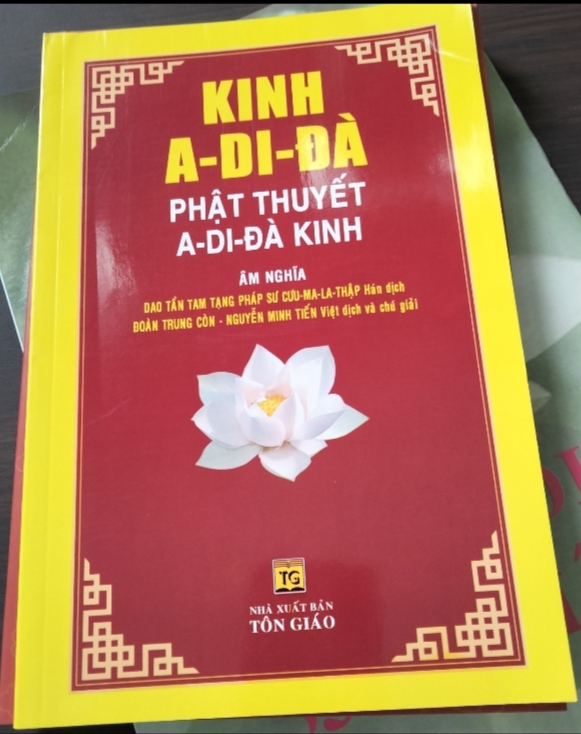 KINH
A-DI-ĐÀ
PHẬT THUYẾT
A-DI-ĐÀ KINH
ÂM NGHĨA
DAO TẦN TAM TẠNG PHÁP SƯ CƯU-MA-LA-THẬP Hán dịch
ĐOÀN TRUNG CÒN - NGUYỄN MINH TIẾN Việt dịch và chú giải
TG
NHÀ XUẤT BẢN
TÔN GIÁO